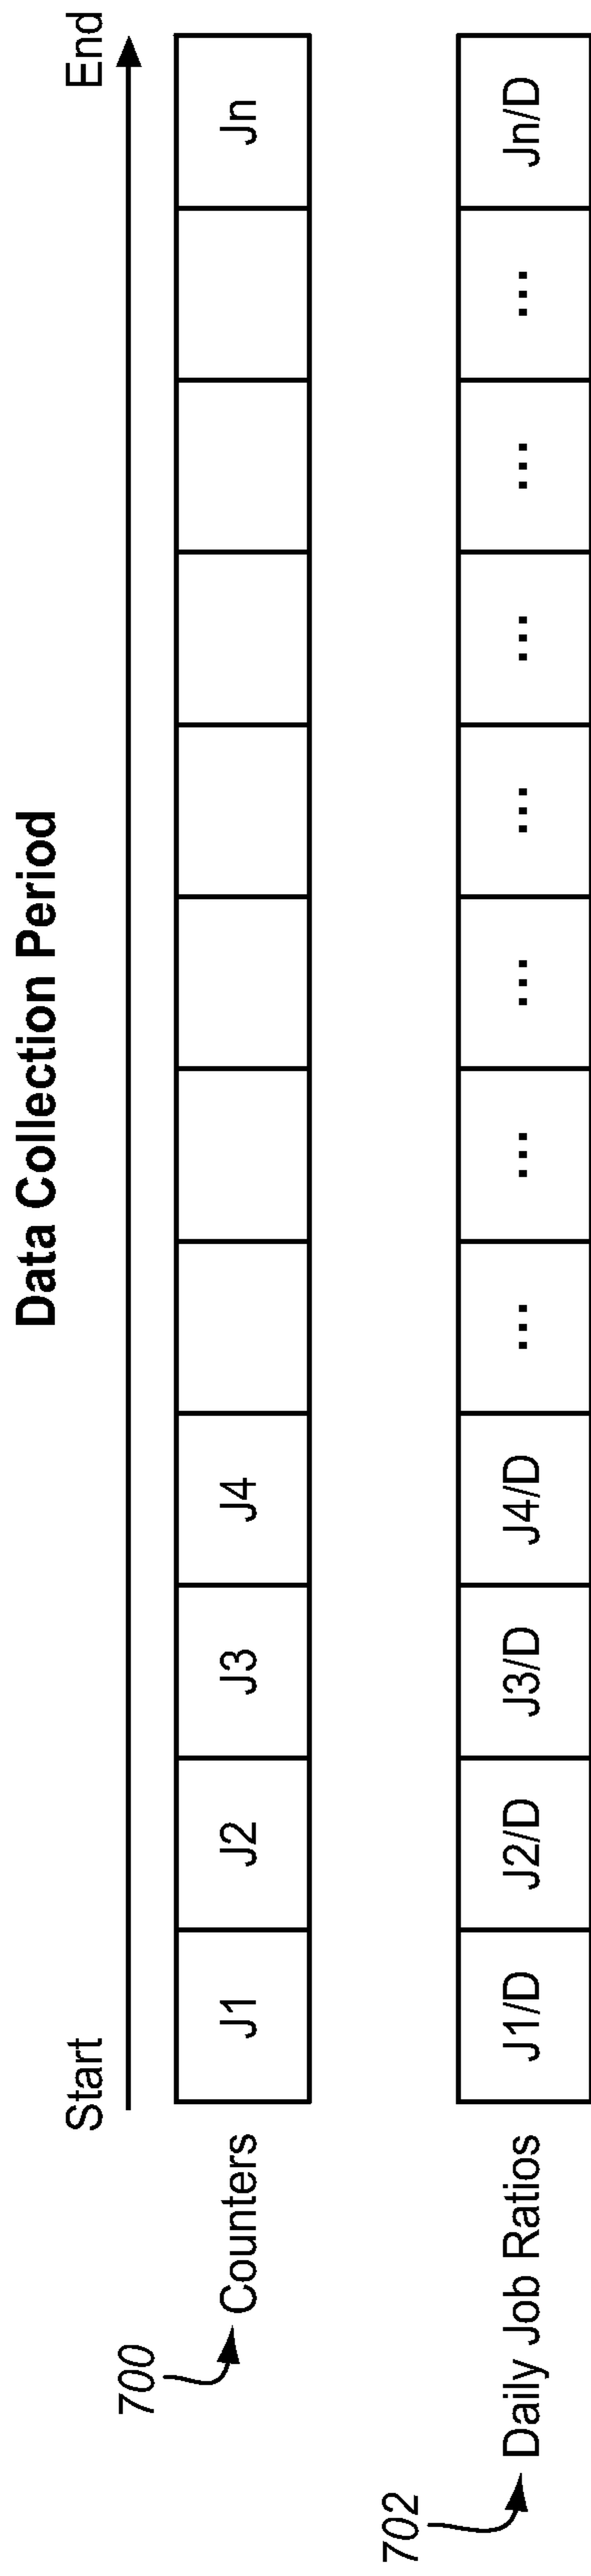 Data Collection Period
Start End
700 Counters J1 J2 J3 J4 Jn
702 Daily Job Ratios J1/D J2/D J3/D J4/D ... ... ... ... ... ... ... Jn/D